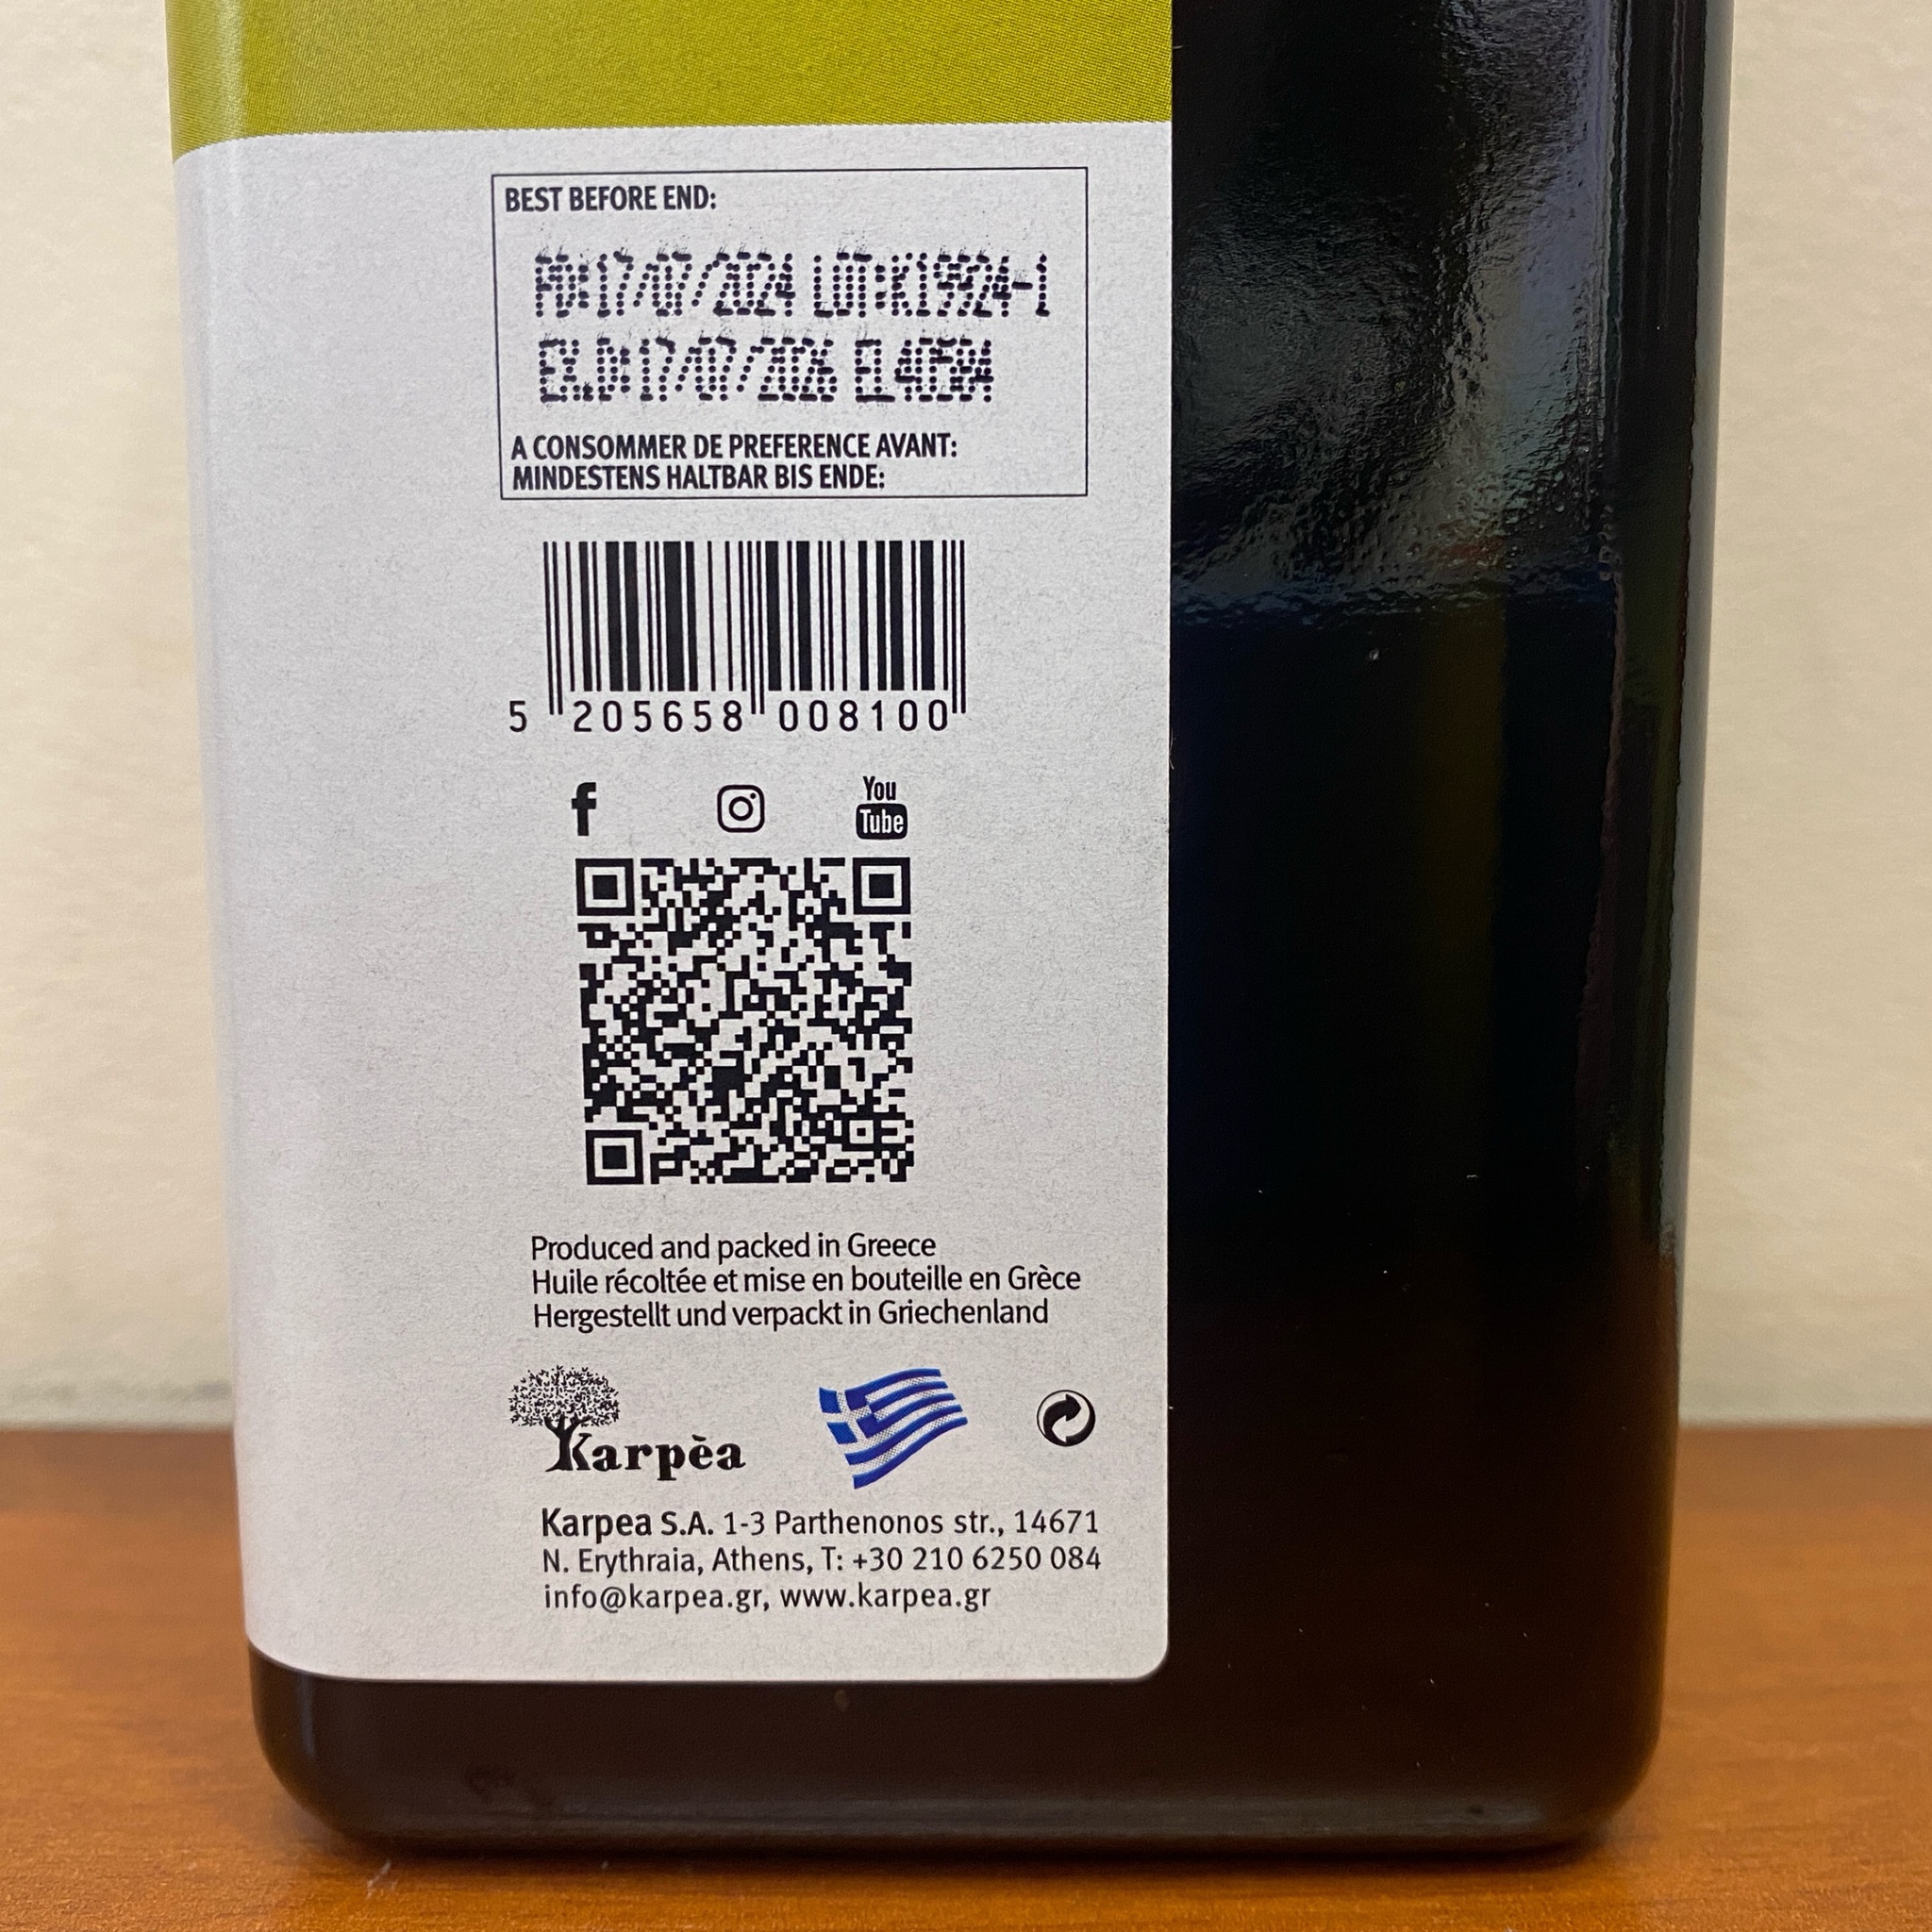 BEST BEFORE END:
PD:17/07/2024 LOT:K19924-1
EX.D:17/07/2026 EL40584
A CONSOMMER DE PREFERENCE AVANT:
MINDESTENS HALTBAR BIS ENDE:
5 205658 008100
f
You
Tube
Produced and packed in Greece
Huile récoltée et mise en bouteille en Grèce
Hergestellt und verpackt in Griechenland
Karpèa
Karpea S.A. 1-3 Parthenonos str., 14671
N. Erythraia, Athens, T: +30 210 6250 084
info@karpea.gr, www.karpea.gr